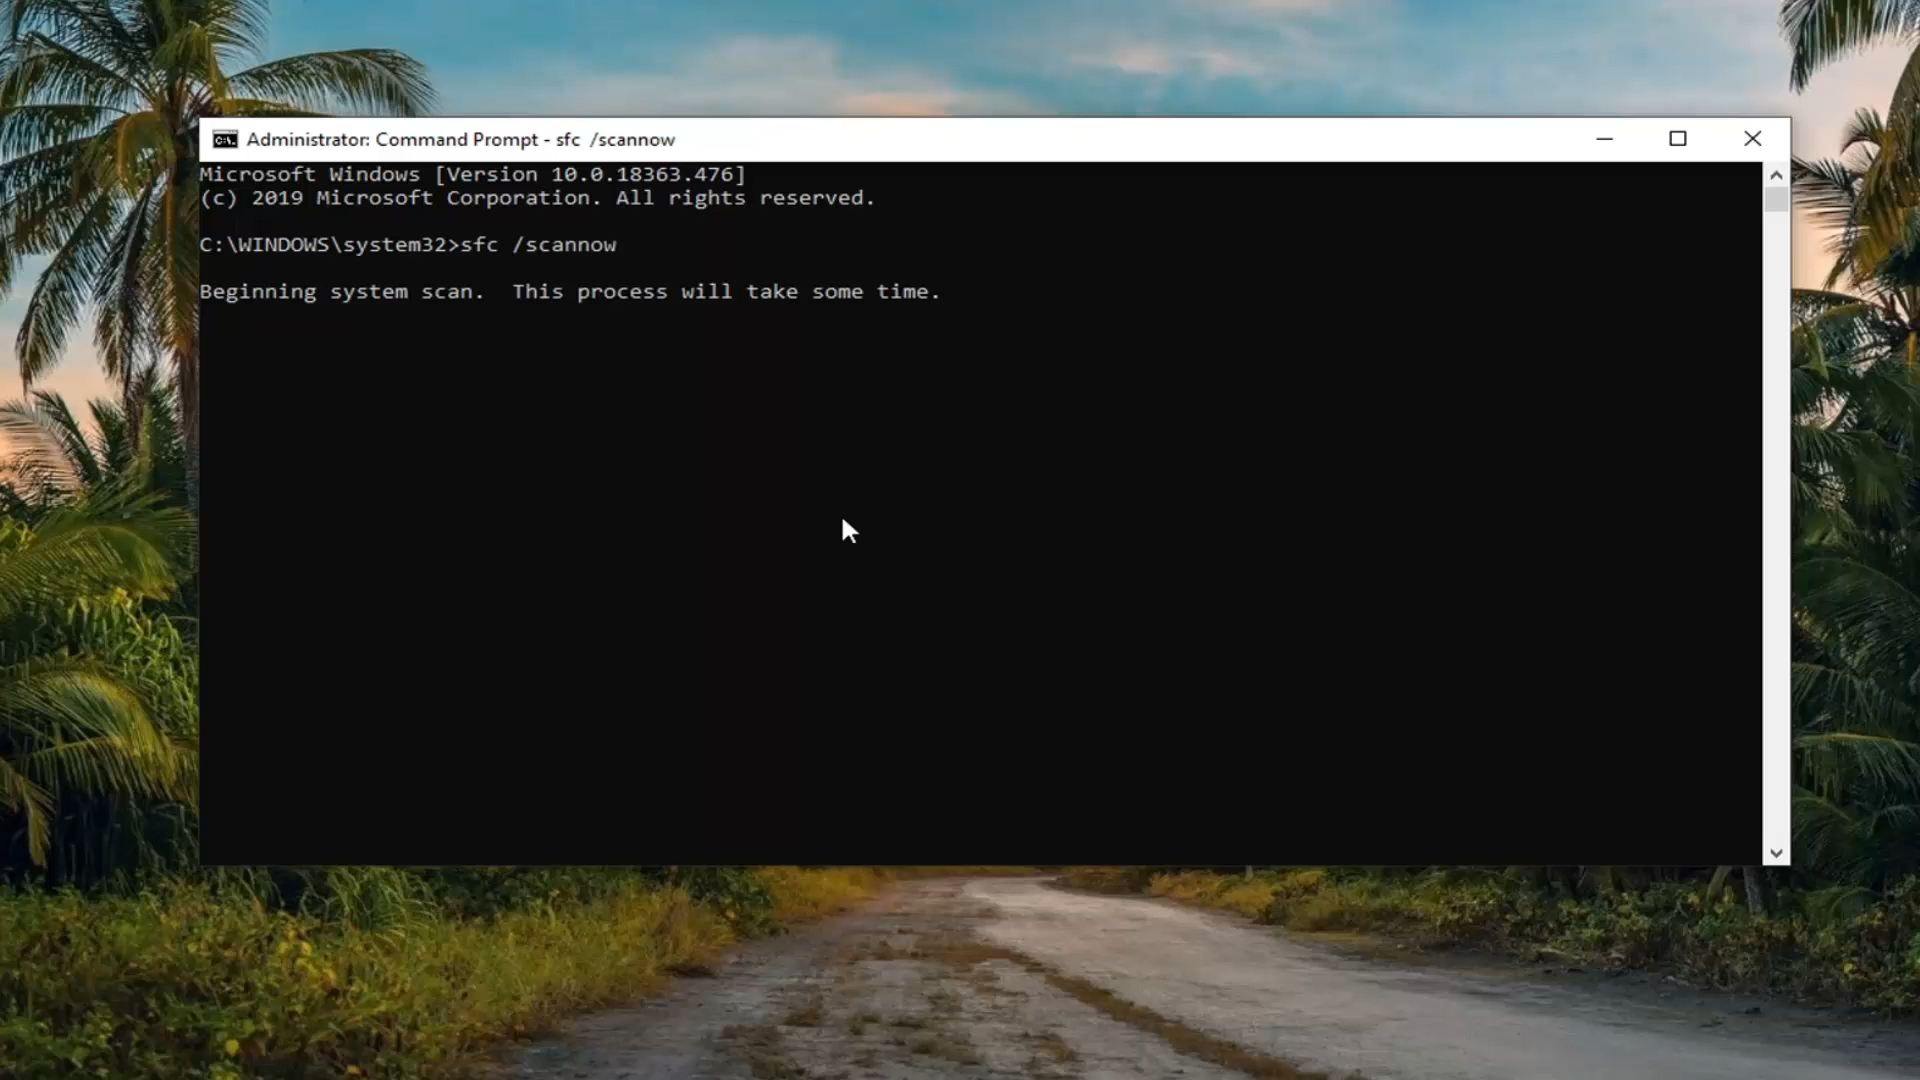 Administrator: Command Prompt - sfc  /scannow
Microsoft Windows [Version 10.0.18363.476]
(c) 2019 Microsoft Corporation. All rights reserved.
C:\WINDOWS\system32>sfc /scannow
Beginning system scan.  This process will take some time.